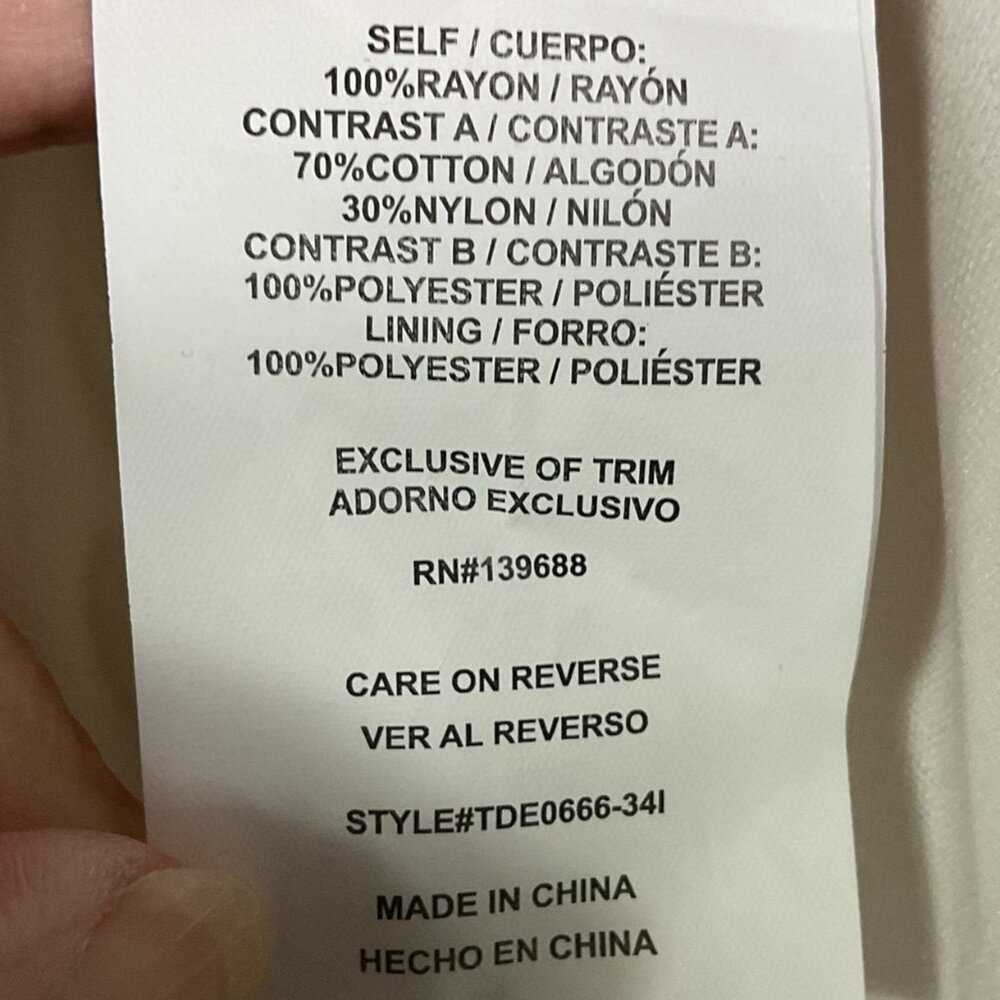 SELF / CUERPO:
100%RAYON / RAYÓN
CONTRAST A / CONTRASTE A:
70%COTTON / ALGODÓN
30%NYLON / NILÓN
CONTRAST B / CONTRASTE B:
100%POLYESTER / POLIÉSTER
LINING / FORRO:
100%POLYESTER / POLIÉSTER
EXCLUSIVE OF TRIM
ADORNO EXCLUSIVO
RN#139688
CARE ON REVERSE
VER AL REVERSO
STYLE#TDE0666-34I
MADE IN CHINA
HECHO EN CHINA